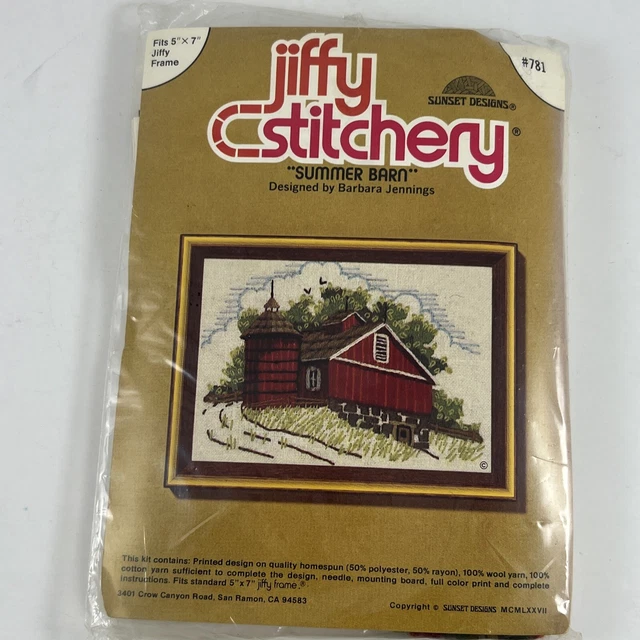 Fits 5" × 7"
Jiffy
Frame
#781
jiffy
stitchery®
SUNSET DESIGNS®
"SUMMER BARN"
Designed by Barbara Jennings
©
This kit contains: Printed design on quality homespun (50% polyester, 50% rayon), 100% wool yarn, 100%
cotton yarn sufficient to complete the design, needle, mounting board, full color print and complete
instructions. Fits standard 5"x 7" jiffy frame.®
3401 Crow Canyon Road, San Ramon, CA 94583
Copyright © SUNSET DESIGNS MCMLXXVII